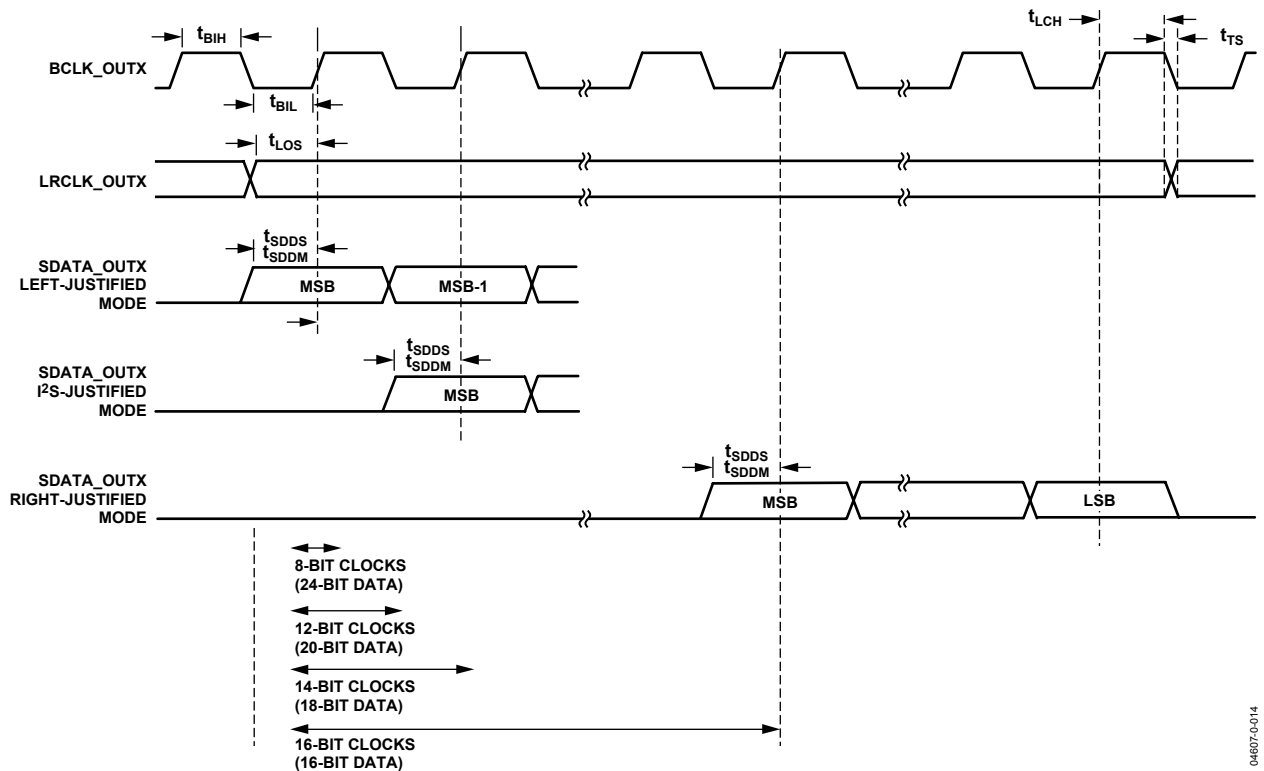 tLCH
tBIH
tTS
BCLK_OUTX
tBIL
tLOS
LRCLK_OUTX
tSDDS
tSDDM
SDATA_OUTX
LEFT-JUSTIFIED
MODE
MSB
MSB-1
tSDDS
tSDDM
SDATA_OUTX
I2S-JUSTIFIED
MODE
MSB
tSDDS
tSDDM
SDATA_OUTX
RIGHT-JUSTIFIED
MODE
MSB
LSB
8-BIT CLOCKS
(24-BIT DATA)
12-BIT CLOCKS
(20-BIT DATA)
14-BIT CLOCKS
(18-BIT DATA)
16-BIT CLOCKS
(16-BIT DATA)
04607-0-014